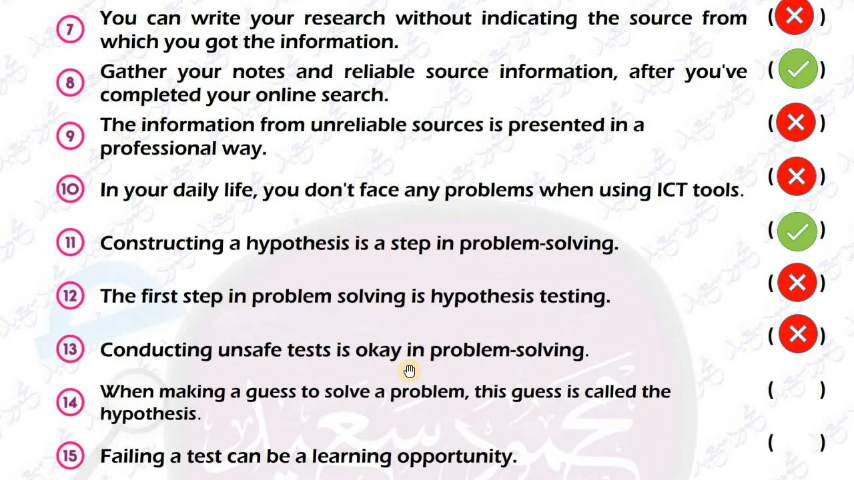 7 You can write your research without indicating the source from ( )
which you got the information.
8 Gather your notes and reliable source information, after you've ( )
completed your online search.
9 The information from unreliable sources is presented in a ( )
professional way.
10 In your daily life, you don't face any problems when using ICT tools. ( )
11 Constructing a hypothesis is a step in problem-solving. ( )
12 The first step in problem solving is hypothesis testing. ( )
13 Conducting unsafe tests is okay in problem-solving. ( )
14 When making a guess to solve a problem, this guess is called the ( )
hypothesis.
15 Failing a test can be a learning opportunity. ( )